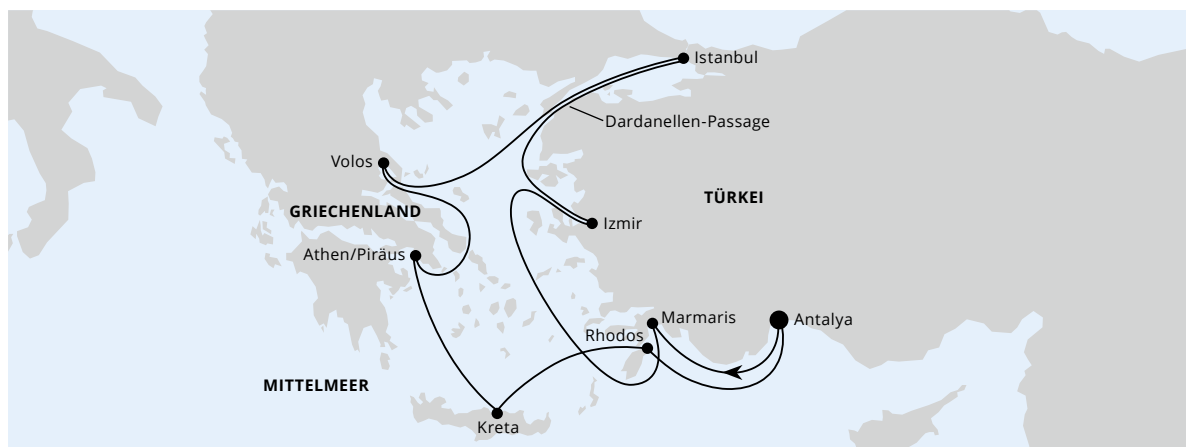 Istanbul
Dardanellen-Passage
Volos
TÜRKEI
GRIECHENLAND
Izmir
Athen/Piräus
Marmaris
Antalya
Rhodos
MITTELMEER
Kreta